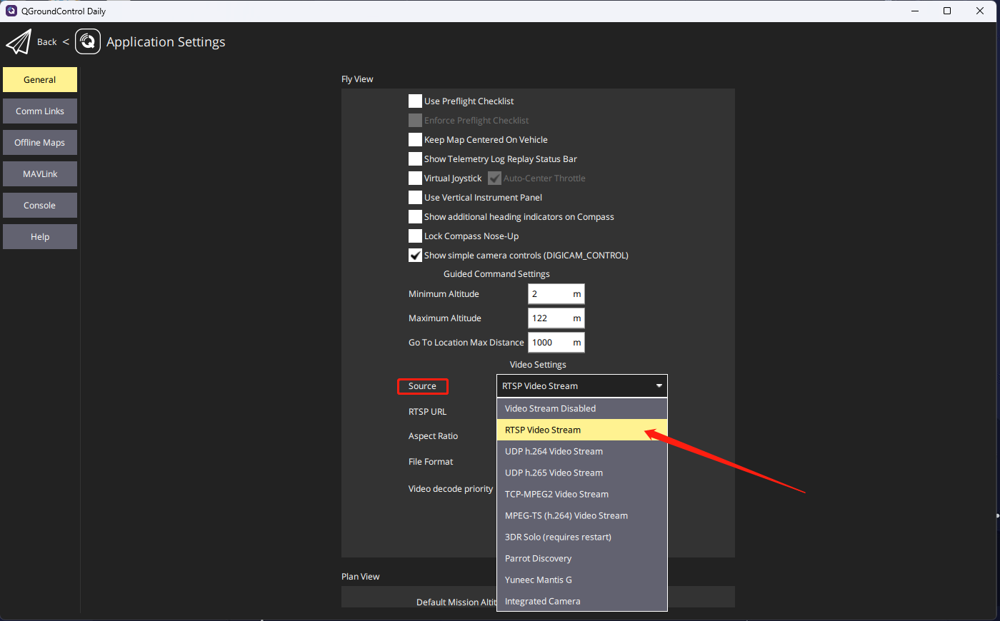 QGroundControl Daily
Back < Application Settings
General
Comm Links
Offline Maps
MAVLink
Console
Help
Fly View
Use Preflight Checklist
Enforce Preflight Checklist
Keep Map Centered On Vehicle
Show Telemetry Log Replay Status Bar
Virtual Joystick Auto-Center Throttle
Use Vertical Instrument Panel
Show additional heading indicators on Compass
Lock Compass Nose-Up
Show simple camera controls (DIGICAM_CONTROL)
Guided Command Settings
Minimum Altitude 2 m
Maximum Altitude 122 m
Go To Location Max Distance 1000 m
Video Settings
Source RTSP Video Stream
RTSP URL
Aspect Ratio
File Format
Video decode priority
Video Stream Disabled
RTSP Video Stream
UDP h.264 Video Stream
UDP h.265 Video Stream
TCP-MPEG2 Video Stream
MPEG-TS (h.264) Video Stream
3DR Solo (requires restart)
Parrot Discovery
Yuneec Mantis G
Integrated Camera
Plan View
Default Mission Altit